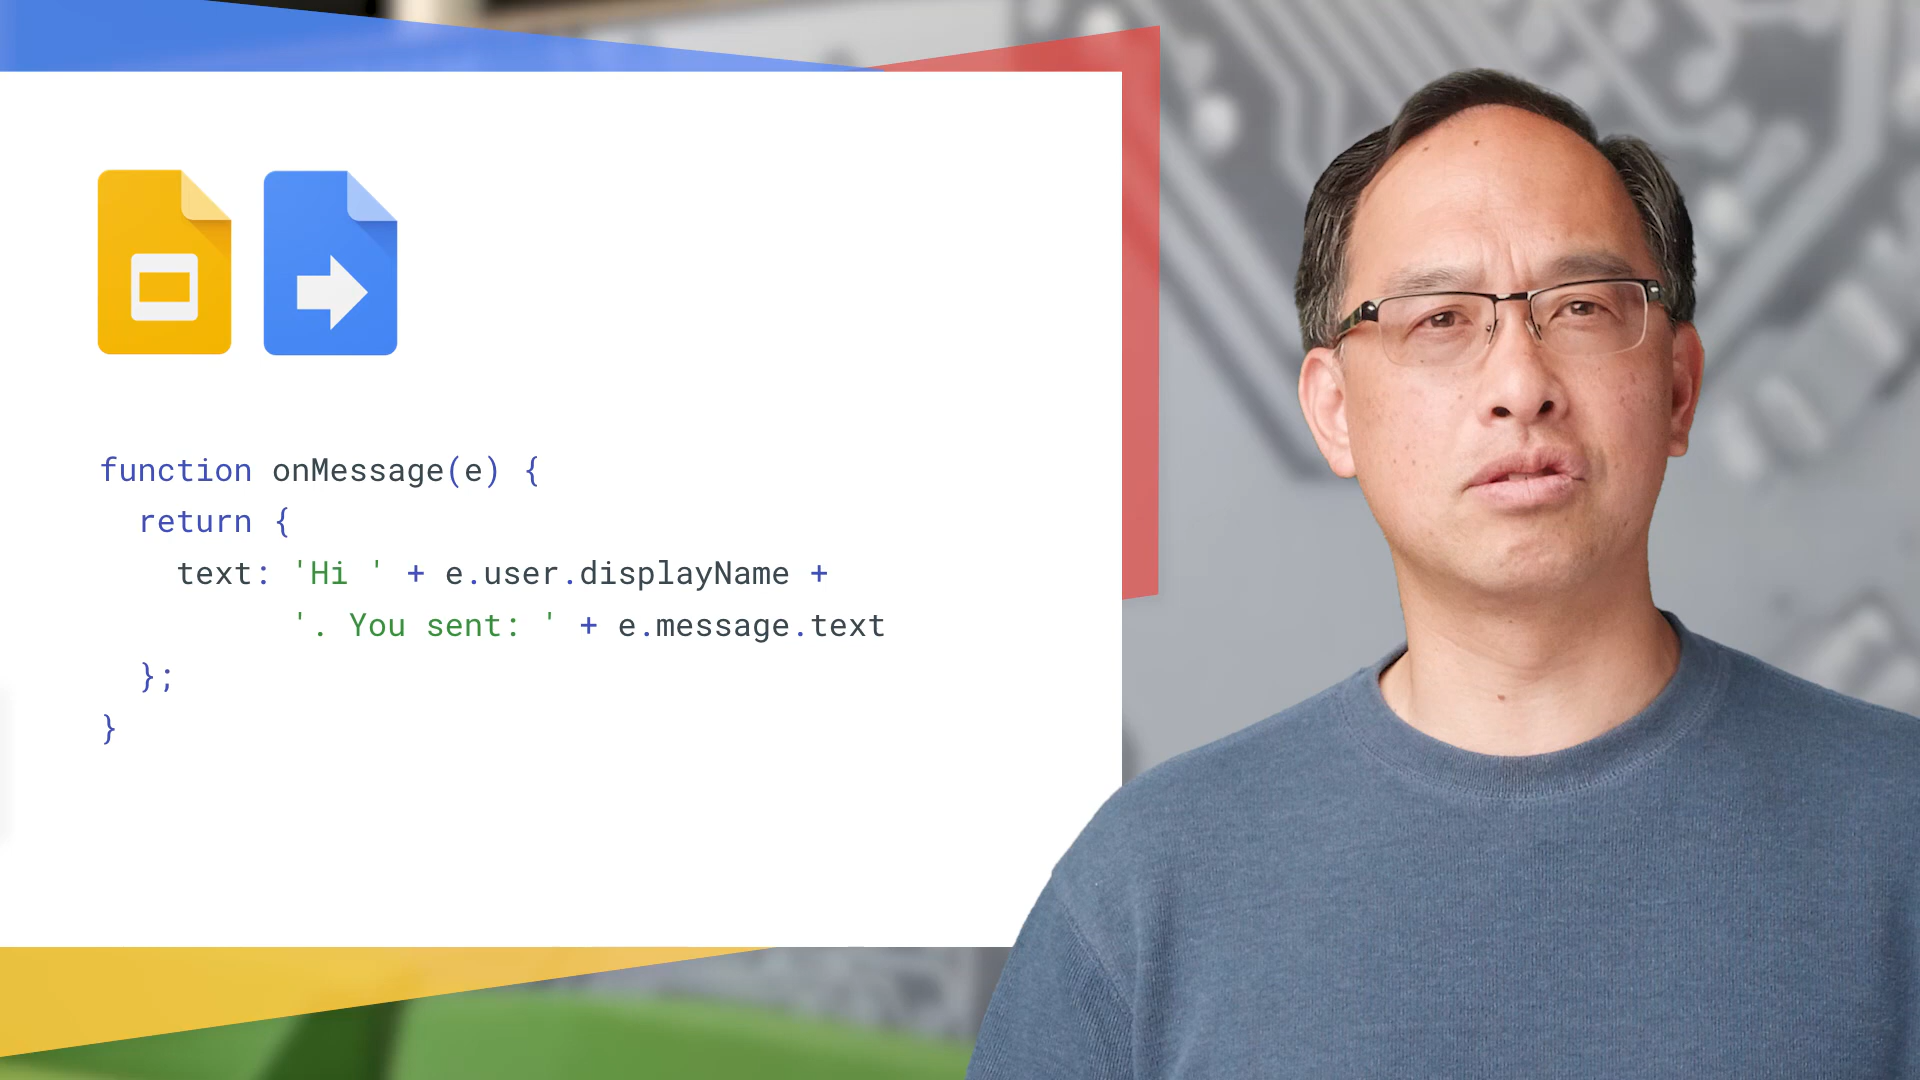 function onMessage(e) {
return {
text: 'Hi ' + e.user.displayName +
'. You sent: ' + e.message.text
};
}